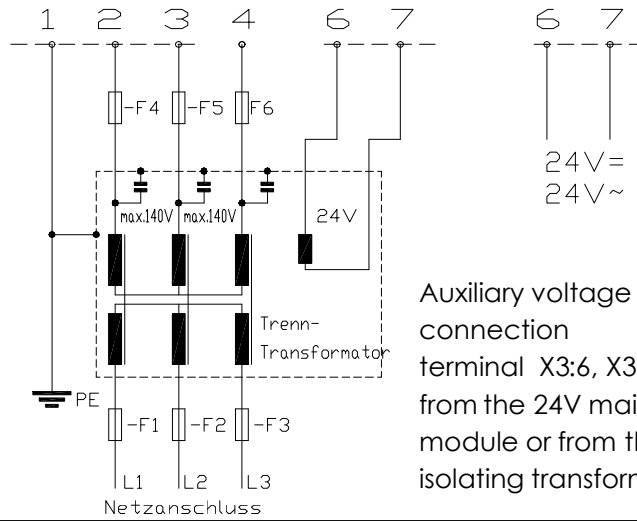 1 2 3 4 6 7 6 7
-F4 -F5 F6
24V=
24V~
max.140V max.140V 24V
Trenn-
Transformator
PE
-F1 -F2 -F3
L1 L2 L3
Netzanschluss
Auxiliary voltage
connection
terminal X3:6, X3
from the 24V mai
module or from th
isolating transform